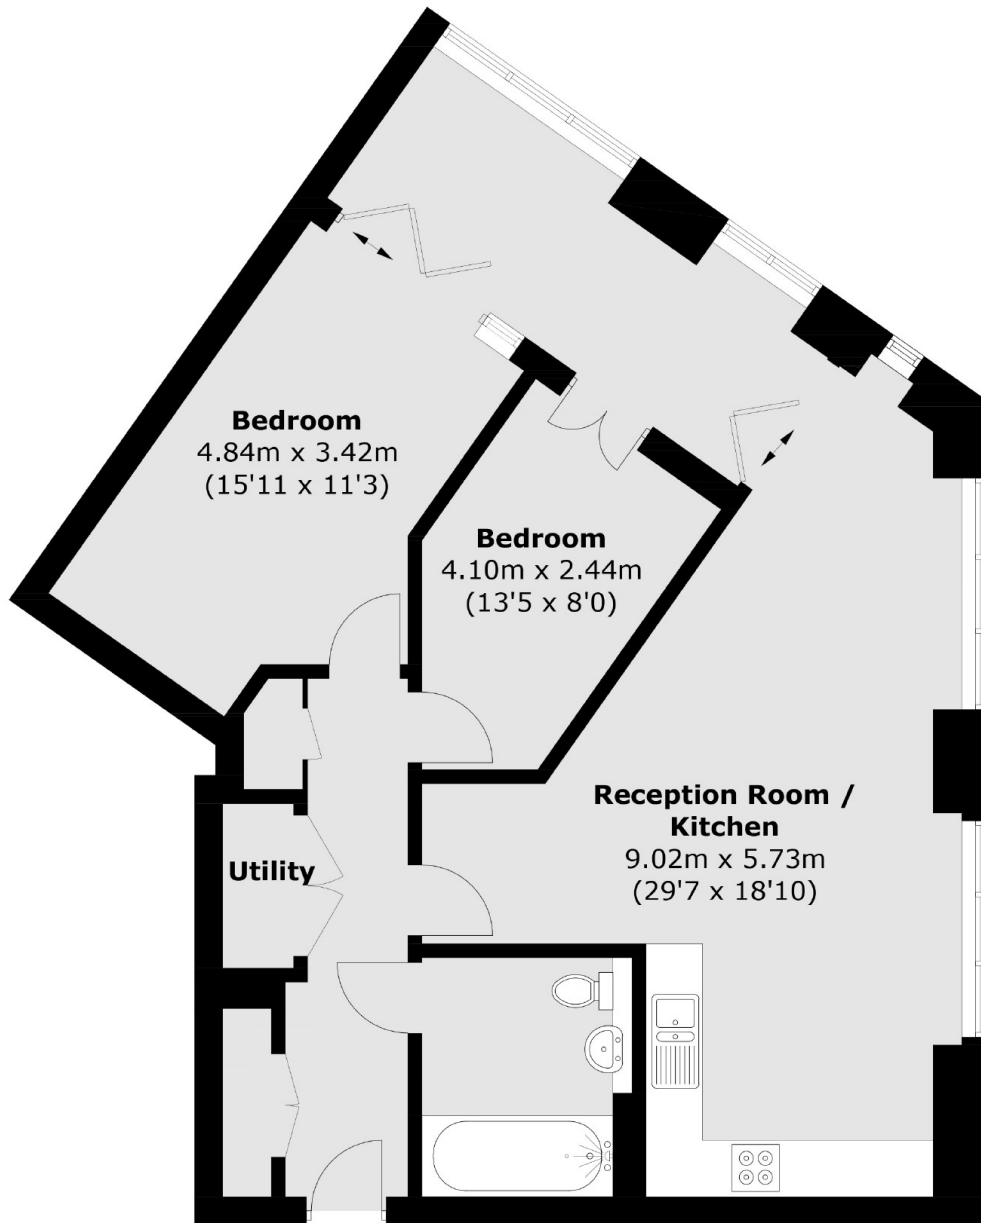 Bedroom
4.84m x 3.42m
(15'11 x 11'3)
Bedroom
4.10m x 2.44m
(13'5 x 8'0)
Reception Room /
Kitchen
9.02m x 5.73m
(29'7 x 18'10)
Utility